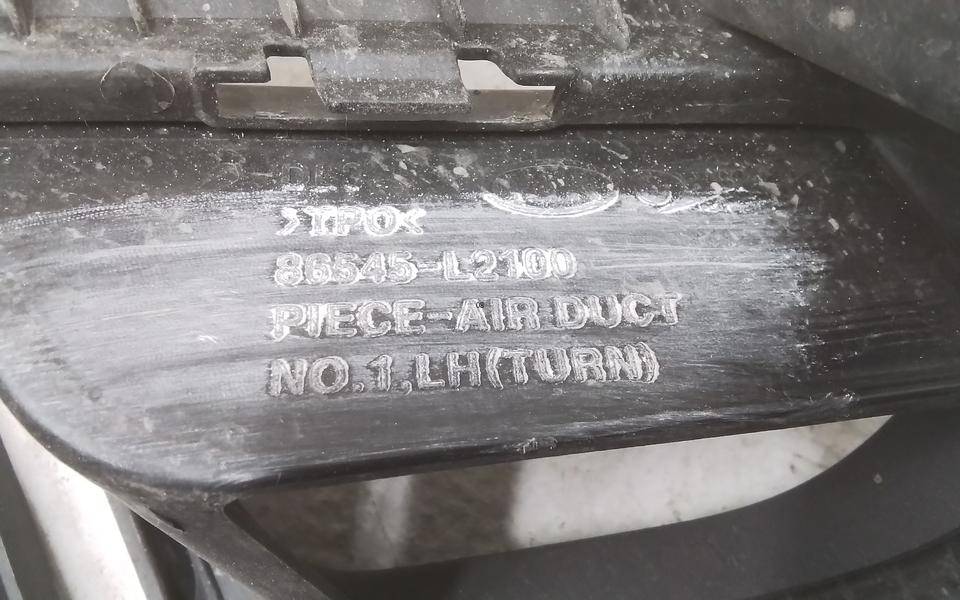 >TPO<
86545-L2100
PIECE-AIR DUCT
NO.1,LH(TURN)